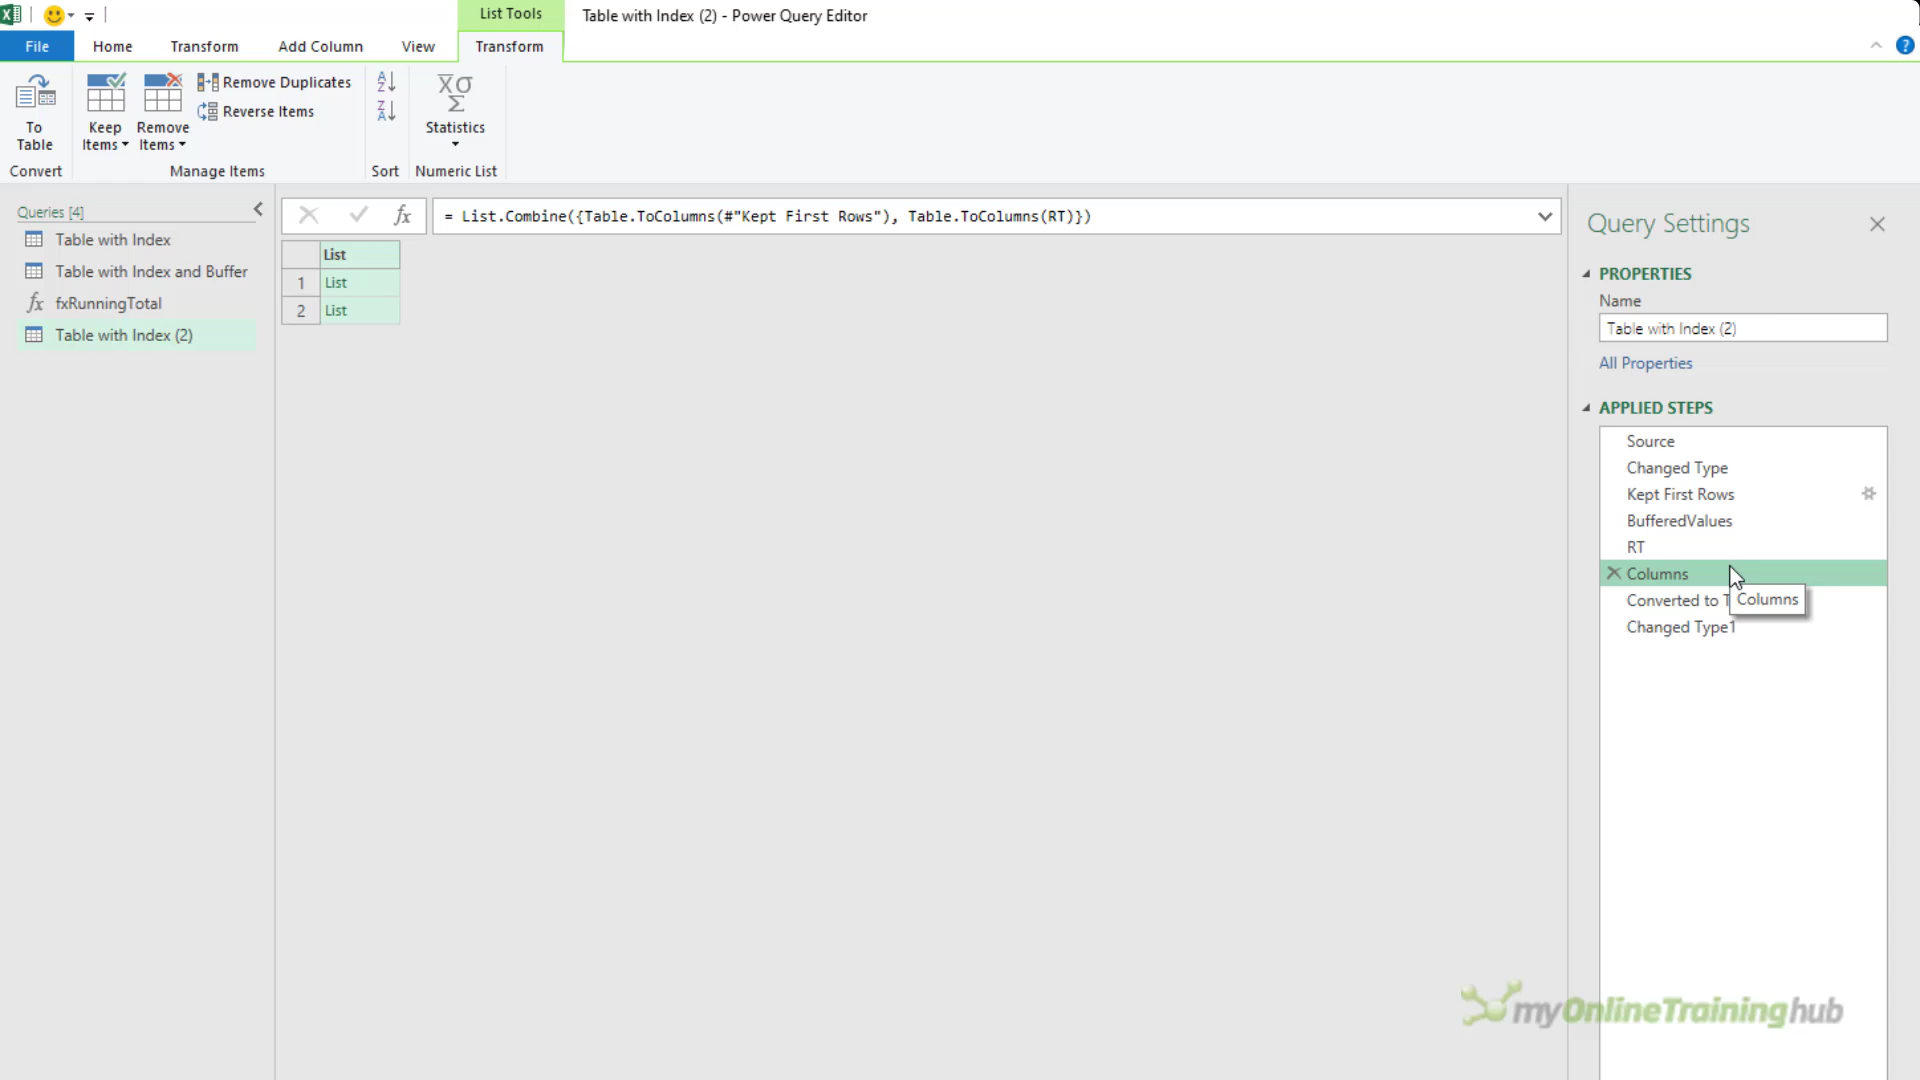 List Tools
Table with Index (2) - Power Query Editor
File
Home
Transform
Add Column
View
Transform
?
To
Table
Keep
Items
Remove
Items
Remove Duplicates
Reverse Items
A
Z
Z
A
X̄σ
Σ
Statistics
Convert
Manage Items
Sort
Numeric List
Queries [4]
Table with Index
Table with Index and Buffer
fx fxRunningTotal
Table with Index (2)
fx
= List.Combine({Table.ToColumns(#"Kept First Rows"), Table.ToColumns(RT)})
List
1 List
2 List
Query Settings
PROPERTIES
Name
Table with Index (2)
All Properties
APPLIED STEPS
Source
Changed Type
Kept First Rows
BufferedValues
RT
Columns
Converted to T
Columns
Changed Type1
myOnlineTraininghub